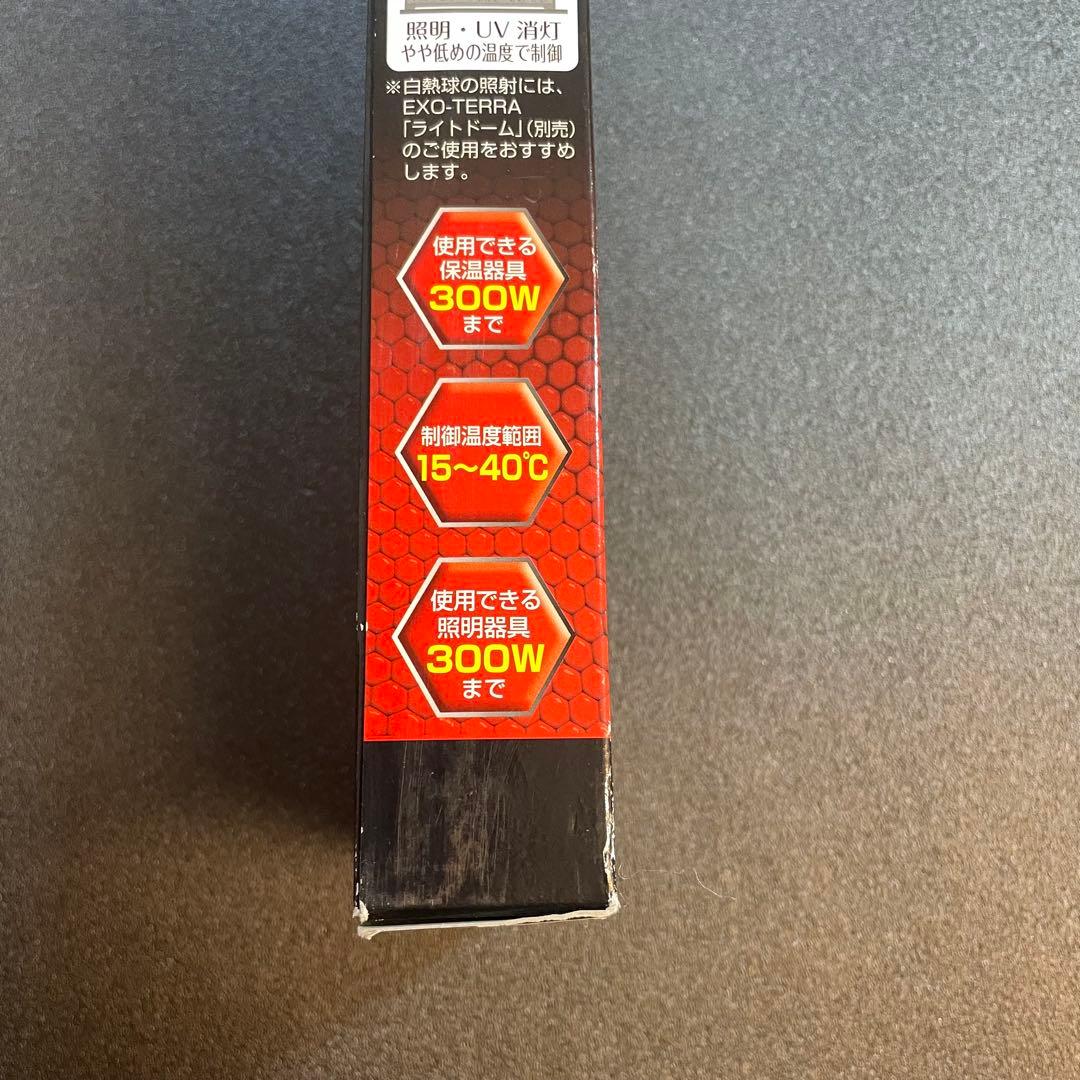 照明・UV 消灯
やや低めの温度で制御
※白熱球の照射には、
EXO-TERRA
「ライトドーム」(別売)
のご使用をおすすめ
します。
使用できる
保温器具
300W
まで
制御温度範囲
15～40℃
使用できる
照明器具
300W
まで